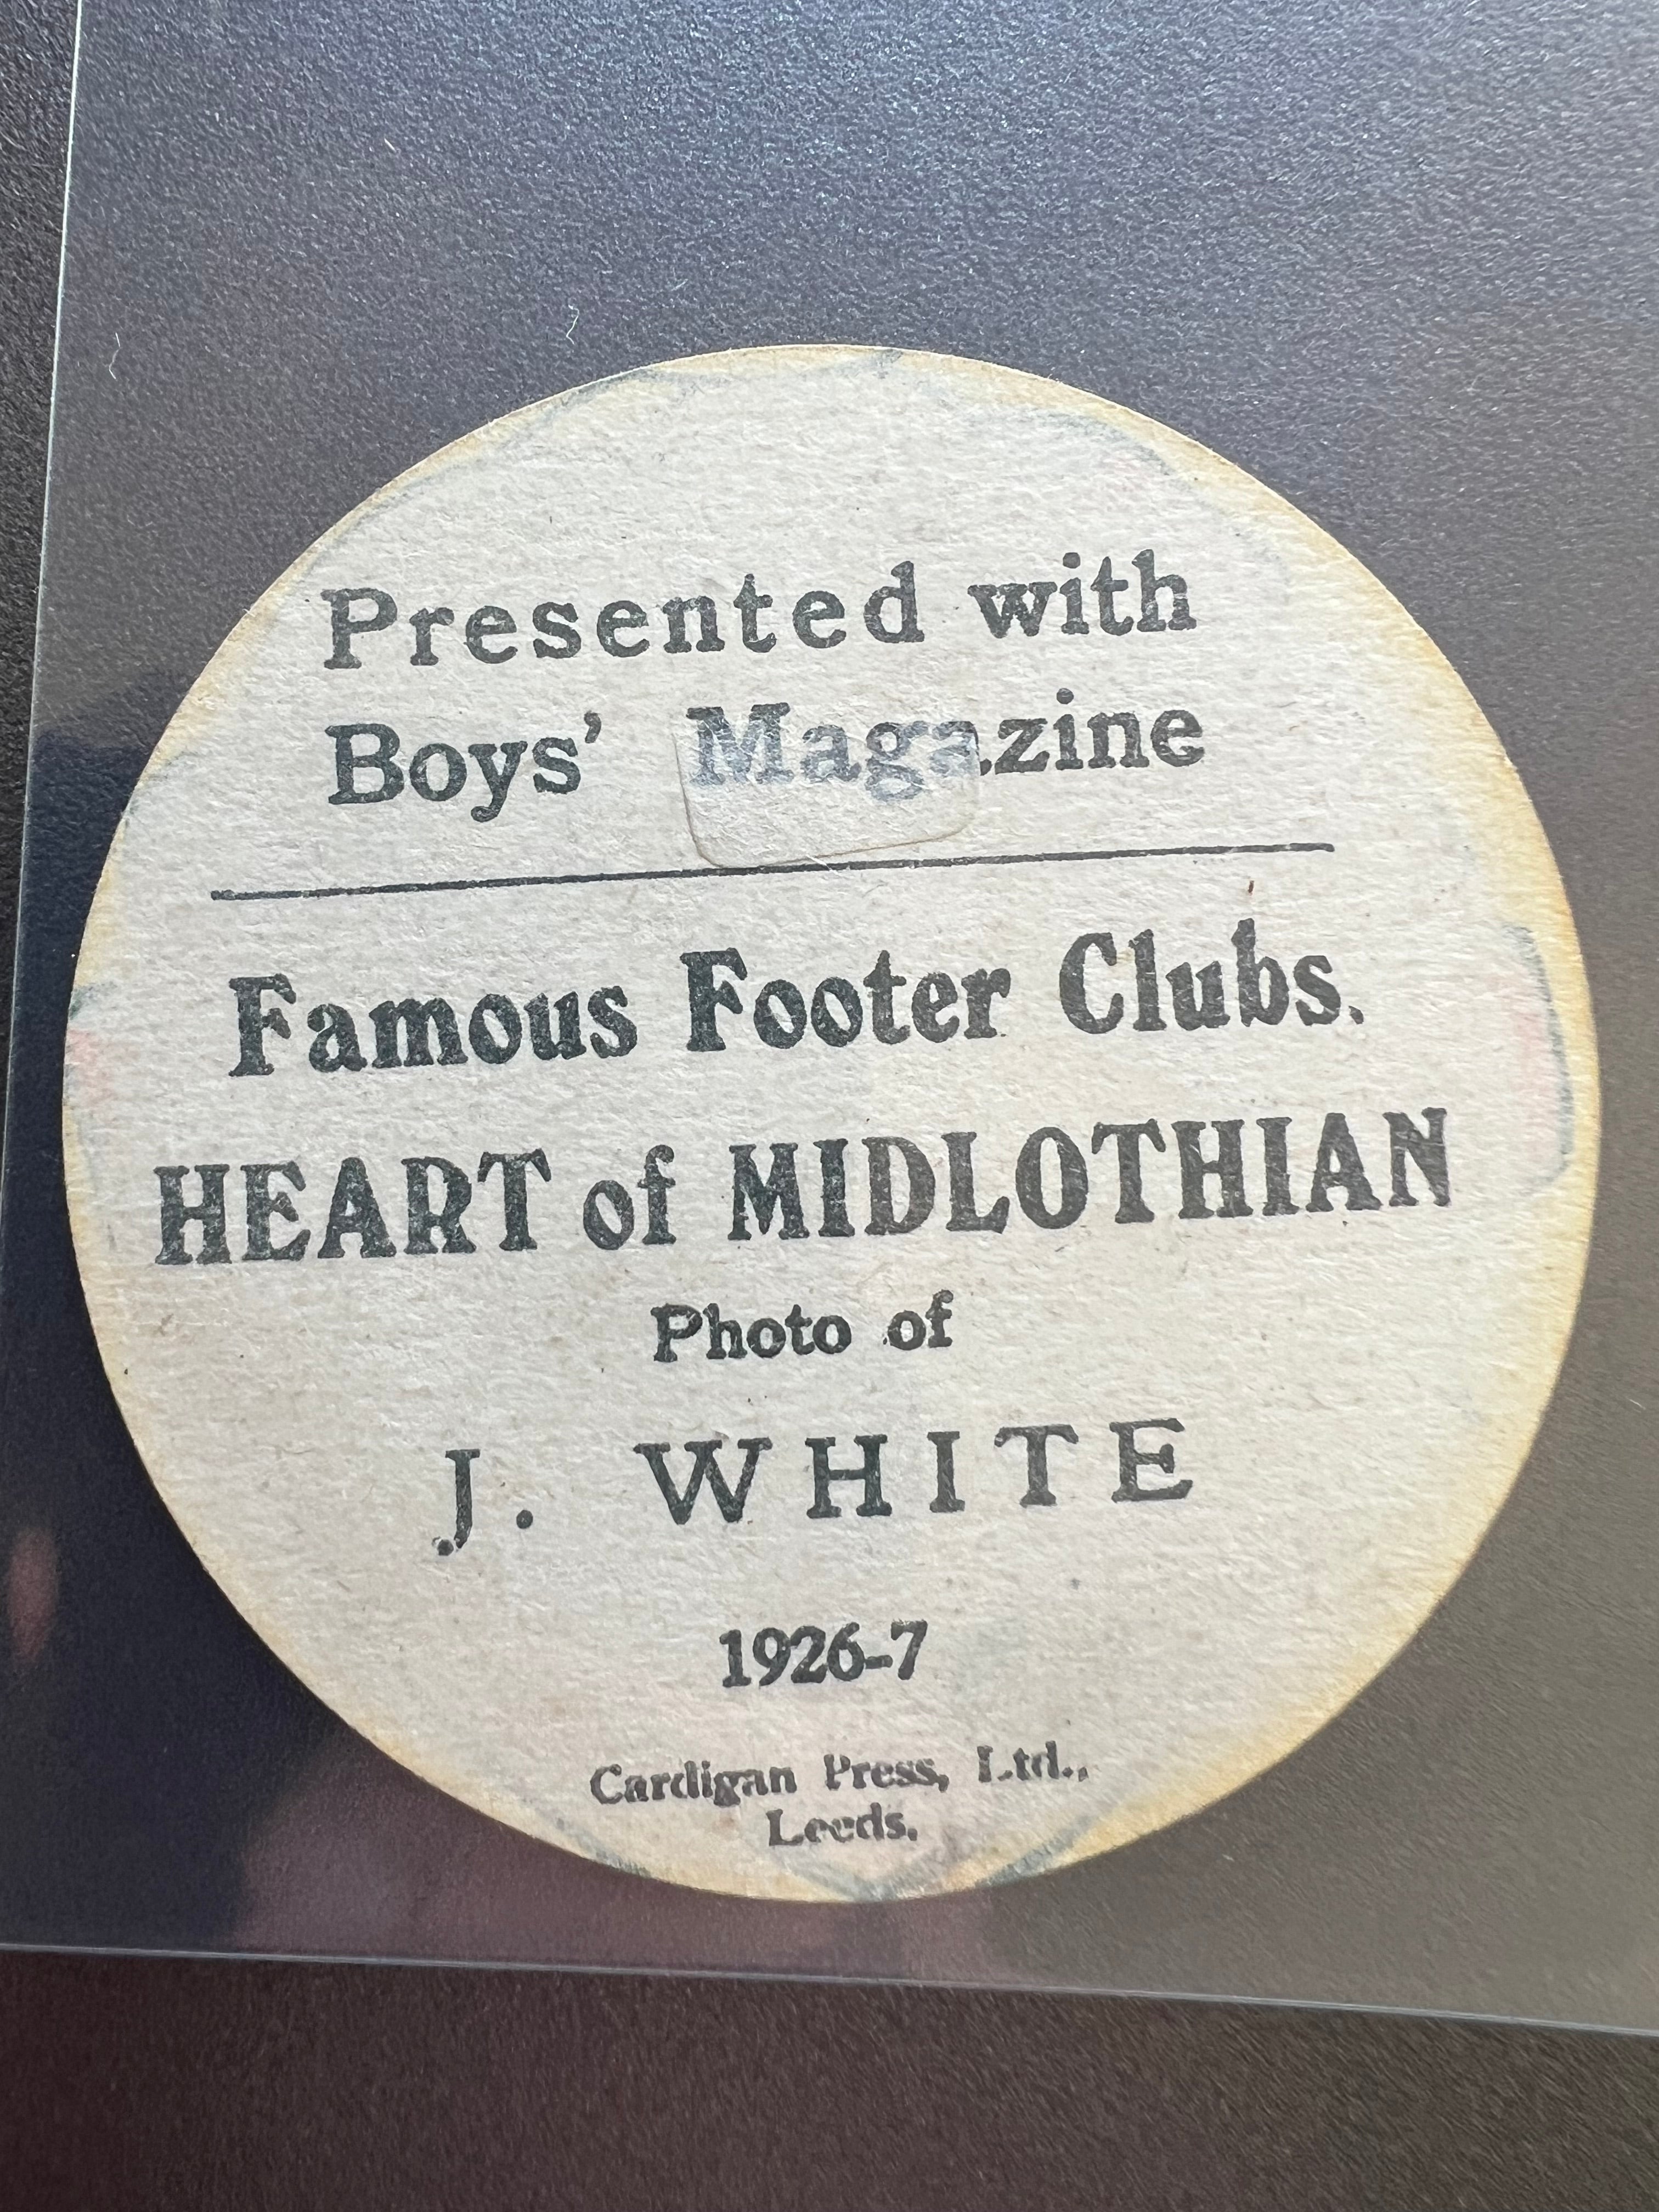 Presented with
Boys' Magazine
Famous Footer Clubs.
HEART of MIDLOTHIAN
Photo of
J. WHITE
1926-7
Cardigan Press, Ltd.,
Leeds.